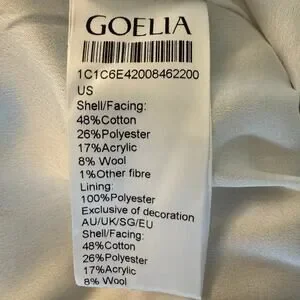 GOELIA
1C1C6E42008462200
US
Shell/Facing:
48%Cotton
26%Polyester
17%Acrylic
8% Wool
1%Other fibre
Lining:
100%Polyester
Exclusive of decoration
AU/UK/SG/EU
Shell/Facing:
48%Cotton
26%Polyester
17%Acrylic
8% Wool